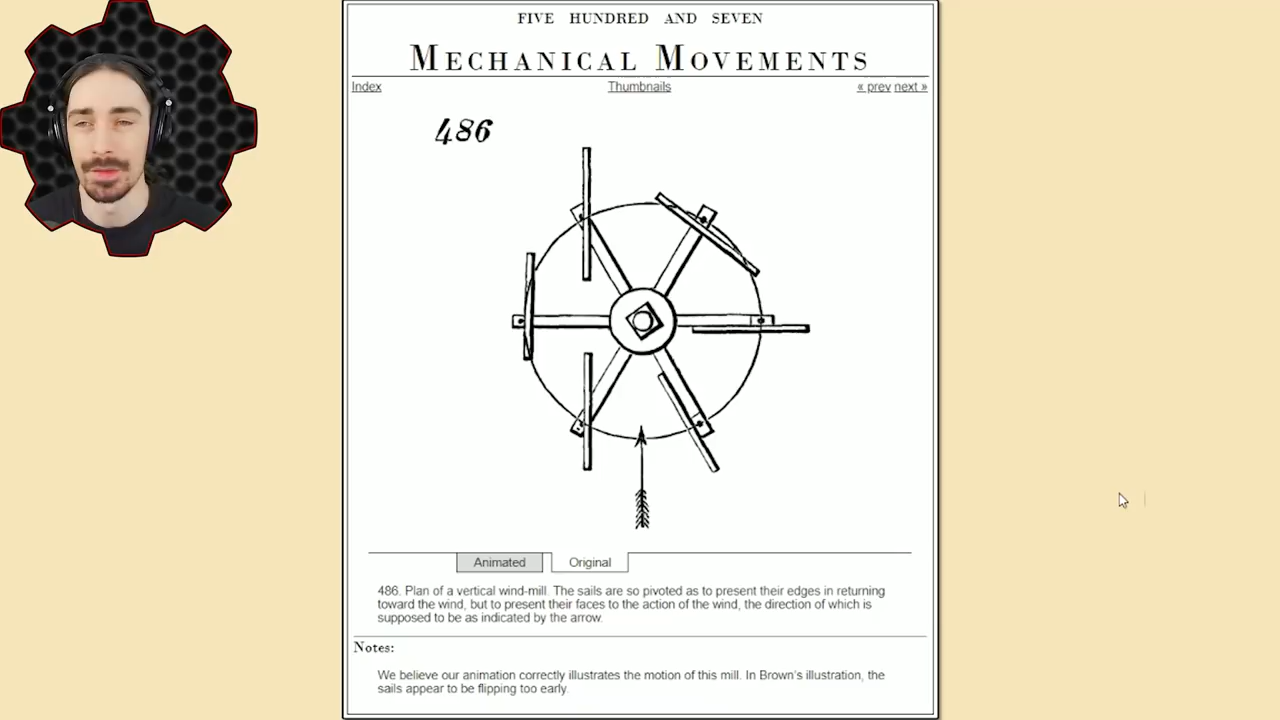 FIVE HUNDRED AND SEVEN
MECHANICAL MOVEMENTS
Index Thumbnails « prev next »
486
Animated Original
486. Plan of a vertical wind-mill. The sails are so pivoted as to present their edges in returning
toward the wind, but to present their faces to the action of the wind, the direction of which is
supposed to be as indicated by the arrow.
Notes:
We believe our animation correctly illustrates the motion of this mill. In Brown's illustration, the
sails appear to be flipping too early.